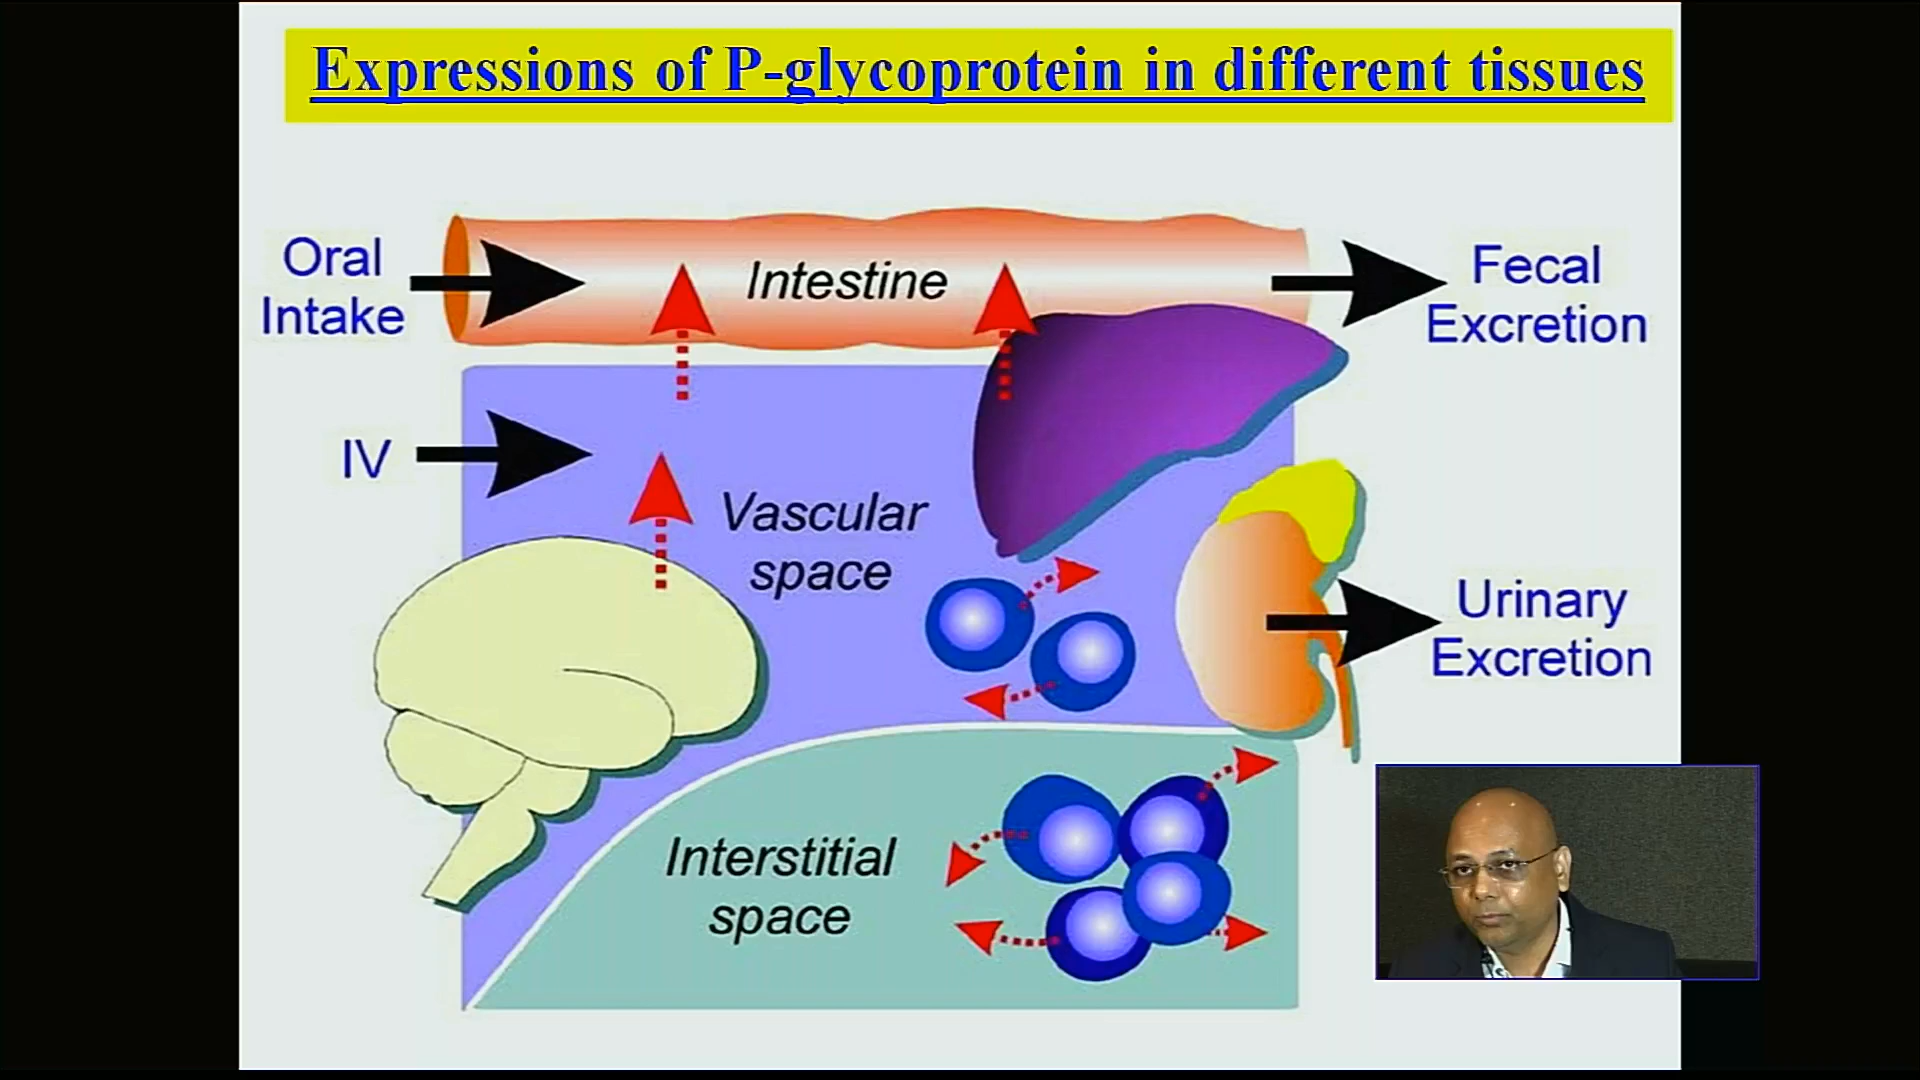 Expressions of P-glycoprotein in different tissues
Oral
Intake
Intestine
Fecal
Excretion
IV
Vascular
space
Urinary
Excretion
Interstitial
space